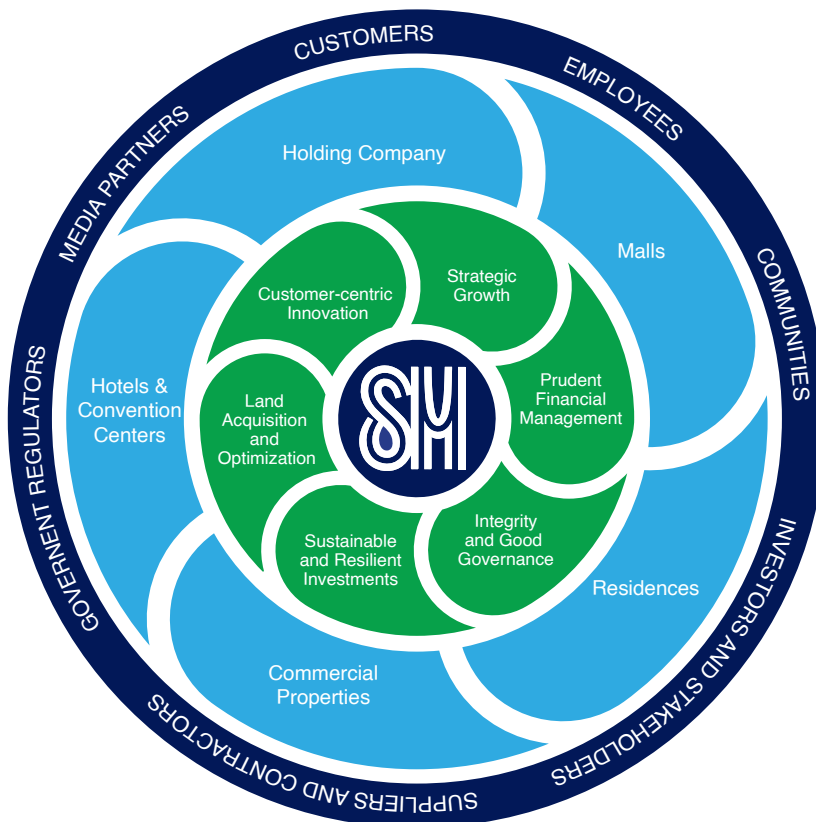 CUSTOMERS
EMPLOYEES
COMMUNITIES
INVESTORS AND STAKEHOLDERS
SUPPLIERS AND CONTRACTORS
GOVERNENT REGULATORS
MEDIA PARTNERS
Holding Company
Malls
Residences
Commercial
Properties
Hotels &
Convention
Centers
Customer-centric
Innovation
Strategic
Growth
Prudent
Financial
Management
Integrity
and Good
Governance
Sustainable
and Resilient
Investments
Land
Acquisition
and
Optimization
SM